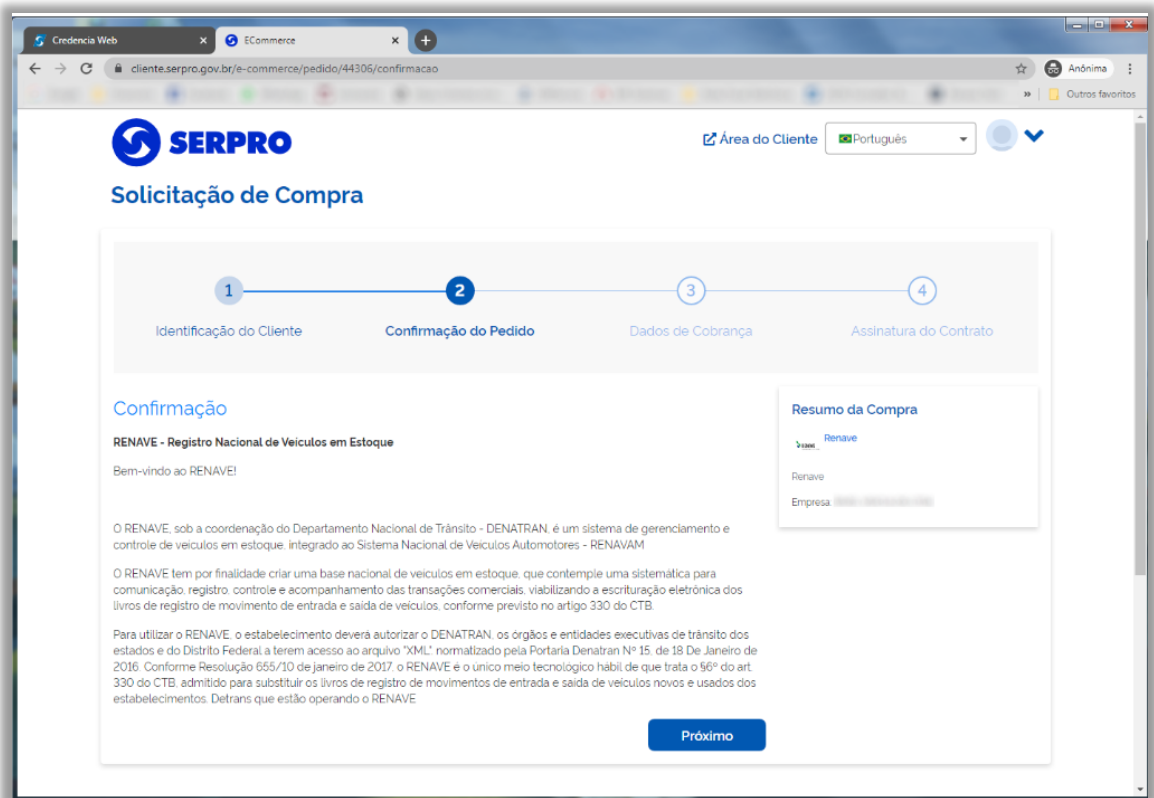 Credencia Web
ECommerce
cliente.serpro.gov.br/e-commerce/pedido/44306/confirmacao
Anônima
Outros favoritos
SERPRO
Área do Cliente
Português
Solicitação de Compra
1
2
3
4
Identificação do Cliente
Confirmação do Pedido
Dados de Cobrança
Assinatura do Contrato
Confirmação
RENAVE - Registro Nacional de Veículos em Estoque
Bem-vindo ao RENAVE!
O RENAVE, sob a coordenação do Departamento Nacional de Trânsito - DENATRAN, é um sistema de gerenciamento e
controle de veículos em estoque, integrado ao Sistema Nacional de Veículos Automotores - RENAVAM
O RENAVE tem por finalidade criar uma base nacional de veículos em estoque, que contemple uma sistemática para
comunicação, registro, controle e acompanhamento das transações comerciais, viabilizando a escrituração eletrônica dos
livros de registro de movimento de entrada e saída de veículos, conforme previsto no artigo 330 do CTB.
Para utilizar o RENAVE, o estabelecimento deverá autorizar o DENATRAN, os órgãos e entidades executivas de trânsito dos
estados e do Distrito Federal a terem acesso ao arquivo "XML" normatizado pela Portaria Denatran Nº 15, de 18 De Janeiro de
2016. Conforme Resolução 655/10 de janeiro de 2017, o RENAVE é o único meio tecnológico hábil de que trata o §6º do art.
330 do CTB, admitido para substituir os livros de registro de movimentos de entrada e saída de veículos novos e usados dos
estabelecimentos. Detrans que estão operando o RENAVE
Próximo
Resumo da Compra
Renave
Renave
Empresa: